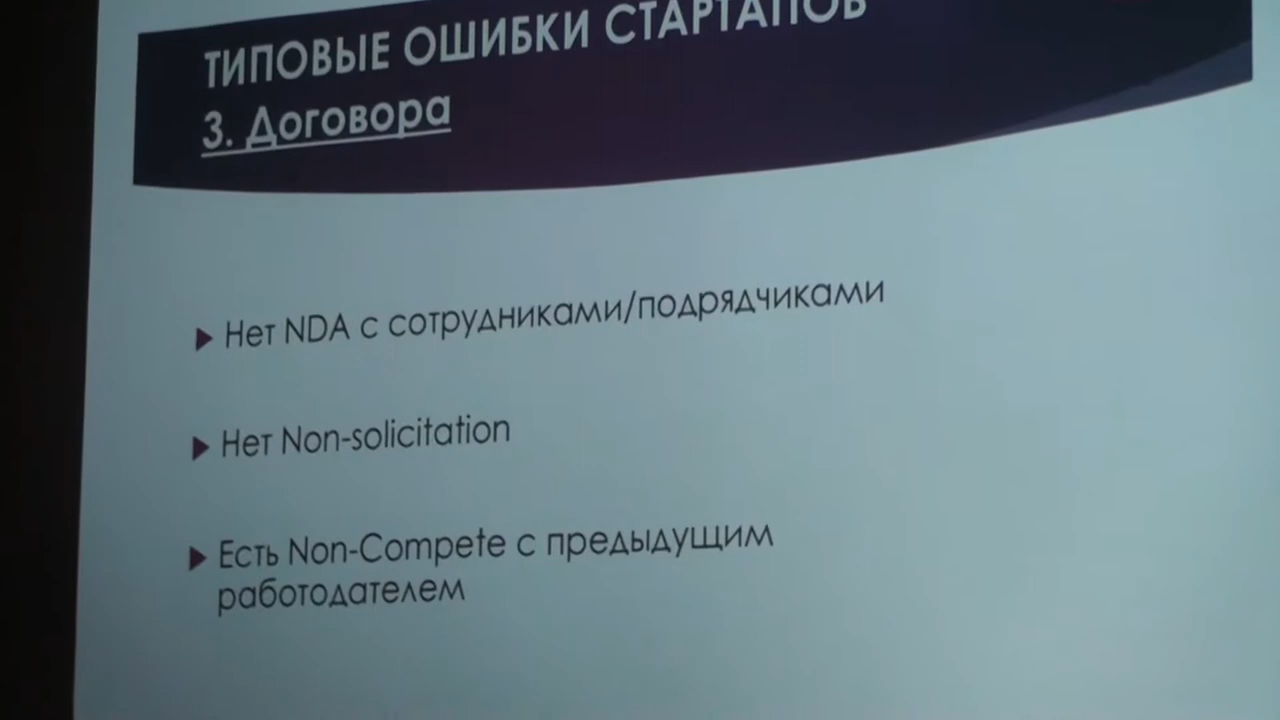 ТИПОВЫЕ ОШИБКИ СТАРТАПОВ
3. Договора
Нет NDA с сотрудниками/подрядчиками
Нет Non-solicitation
Есть Non-Compete с предыдущим
работодателем